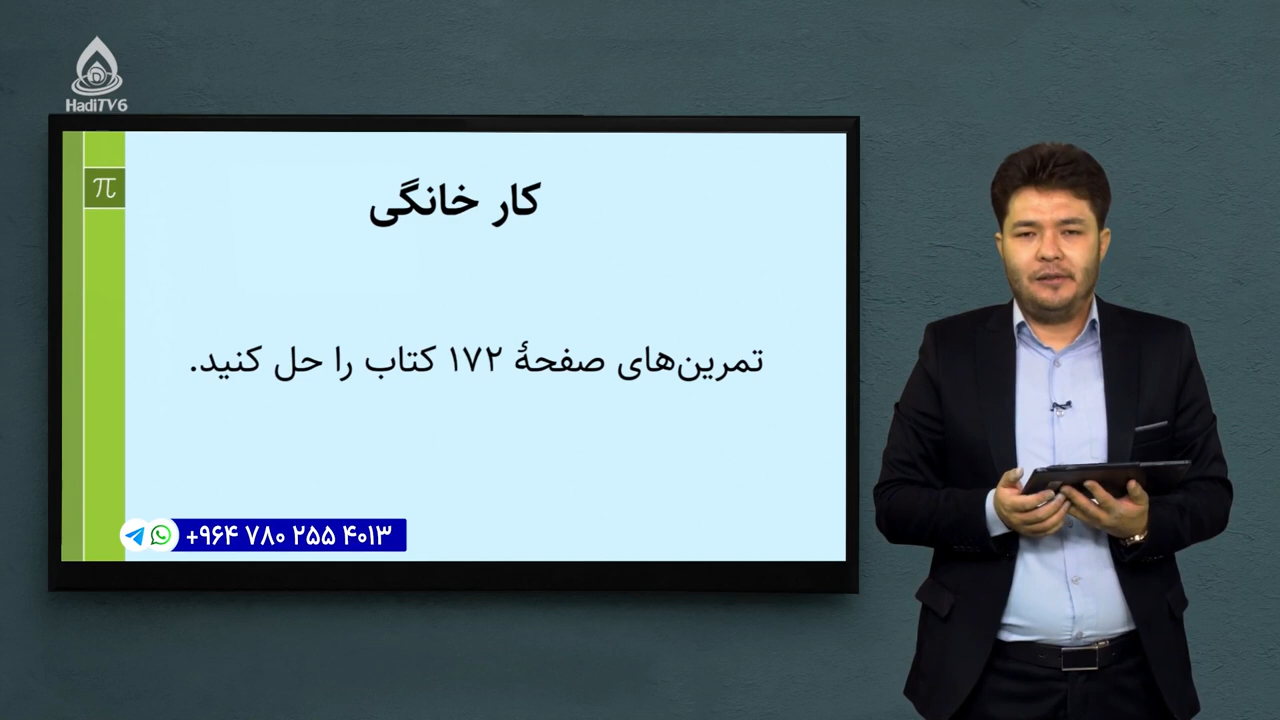 HadiTV6
π
کار خانگی
تمرین‌های صفحهٔ ۱۷۲ کتاب را حل کنید.
+۹۶۴ ۷۸۰ ۲۵۵ ۴۰۱۳